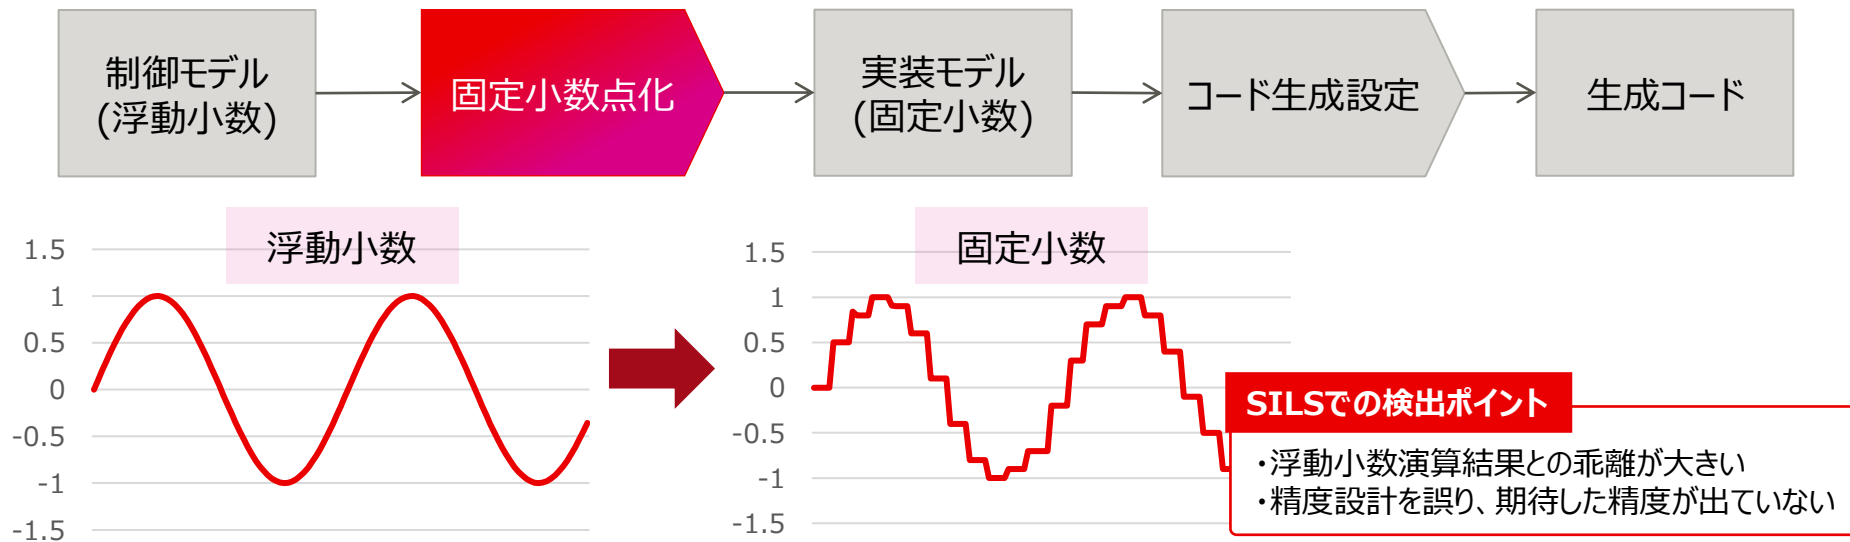 制御モデル
(浮動小数)
固定小数点化
実装モデル
(固定小数)
コード生成設定
生成コード
浮動小数
1.5
1
0.5
0
-0.5
-1
-1.5
固定小数
1.5
1
0.5
0
-0.5
-1
-1.5
SILSでの検出ポイント
・浮動小数演算結果との乖離が大きい
・精度設計を誤り、期待した精度が出ていない